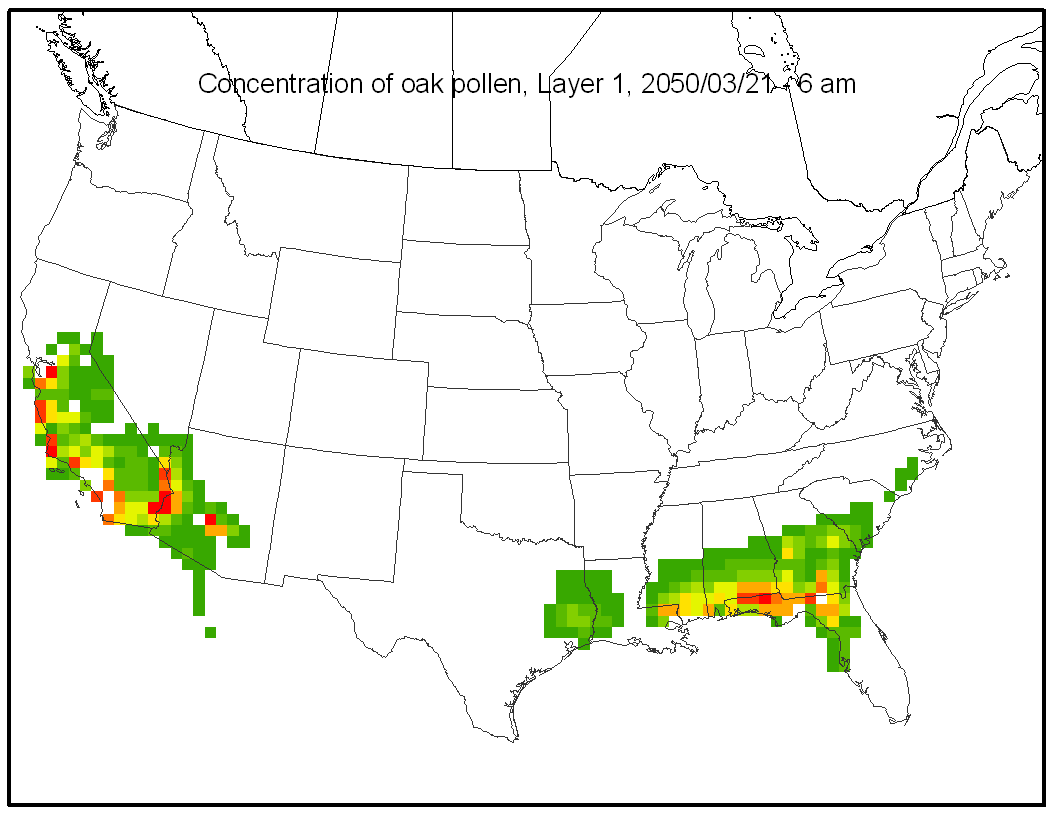 Concentration of oak pollen, Layer 1, 2050/03/21 - 6 am